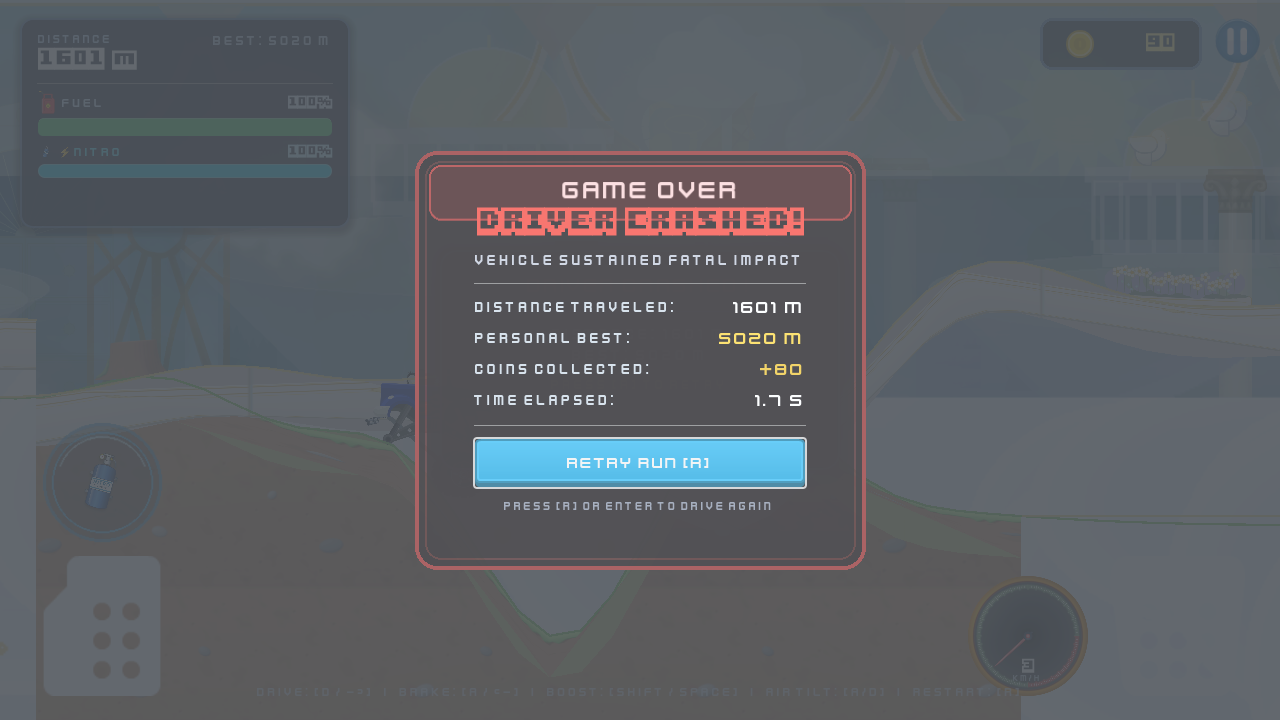 DISTANCE
BEST: 5020 M
1601 M
FUEL
100%
NITRO
100%
90
GAME OVER
DRIVER CRASHED!
VEHICLE SUSTAINED FATAL IMPACT
DISTANCE TRAVELED: 1601 M
PERSONAL BEST: 5020 M
COINS COLLECTED: +80
TIME ELAPSED: 1.7 S
RETRY RUN [R]
PRESS [R] OR ENTER TO DRIVE AGAIN
3
KM/H
DRIVE: [D / ->] | BRAKE: [A / <-] | BOOST: [SHIFT / SPACE] | AIR TILT: [A/D] | RESTART: [R]